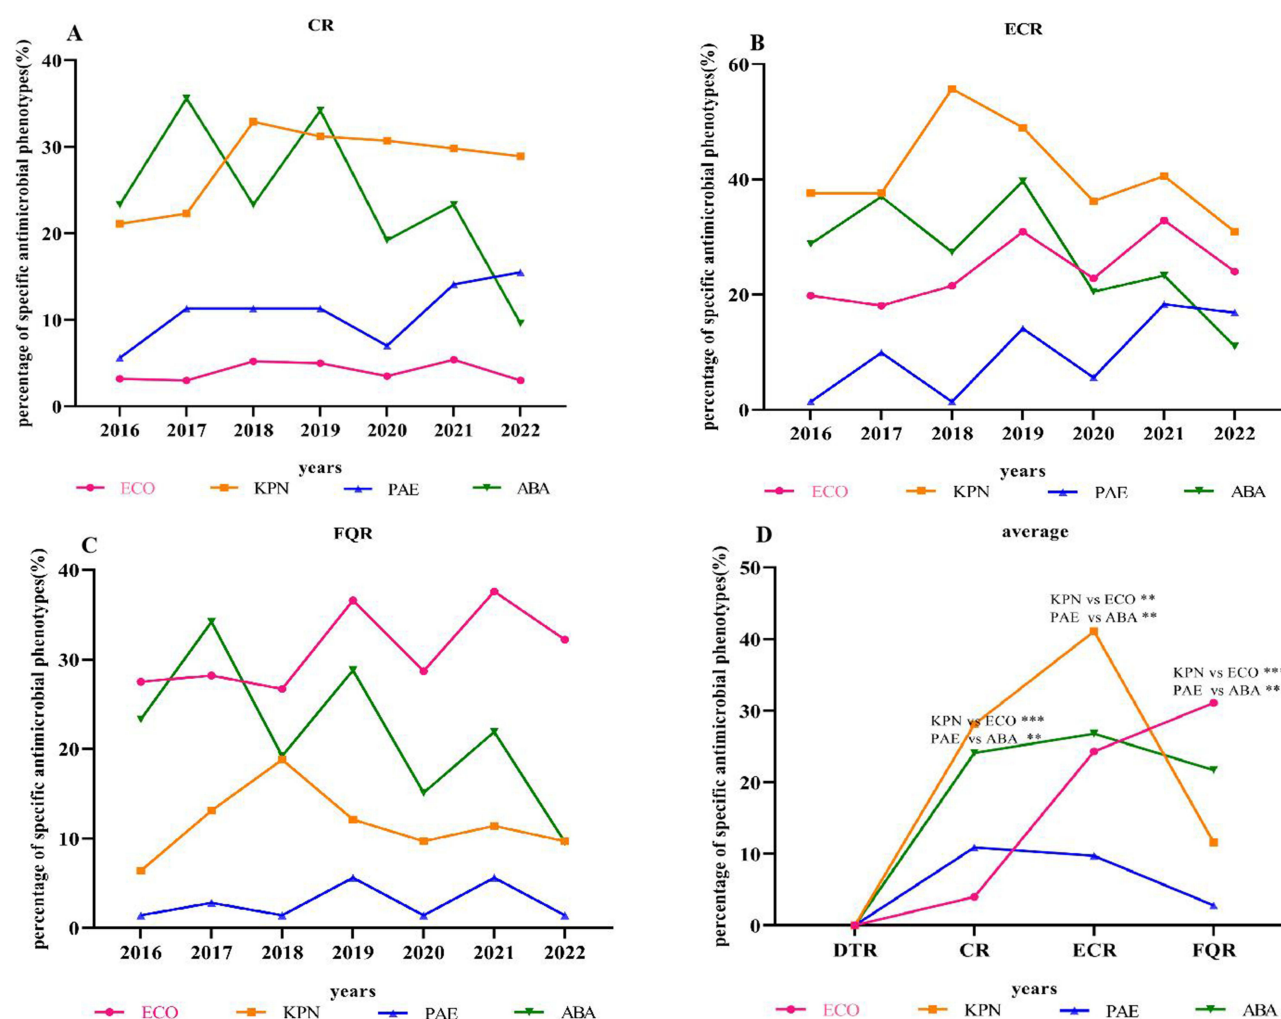 A
CR
percentage of specific antimicrobial phenotypes(%)
40
30
20
10
0
2016 2017 2018 2019 2020 2021 2022
years
ECO KPN PAE ABA
B
ECR
percentage of specific antimicrobial phenotypes(%)
60
40
20
0
2016 2017 2018 2019 2020 2021 2022
years
ECO KPN PAE ABA
C
FQR
percentage of specific antimicrobial phenotypes(%)
40
30
20
10
0
2016 2017 2018 2019 2020 2021 2022
years
ECO KPN PAE ABA
D
average
percentage of specific antimicrobial phenotypes(%)
50
40
30
20
10
0
KPN vs ECO **
PAE vs ABA **
KPN vs ECO ***
PAE vs ABA **
KPN vs ECO ***
PAE vs ABA **
DTR CR ECR FQR
years
ECO KPN PAE ABA